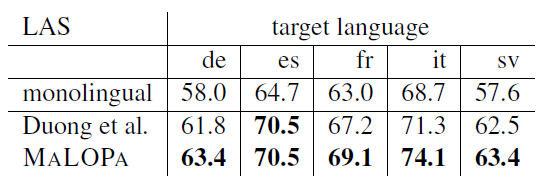 LAS target language
de es fr it sv
monolingual 58.0 64.7 63.0 68.7 57.6
Duong et al. 61.8 70.5 67.2 71.3 62.5
MALOPA 63.4 70.5 69.1 74.1 63.4